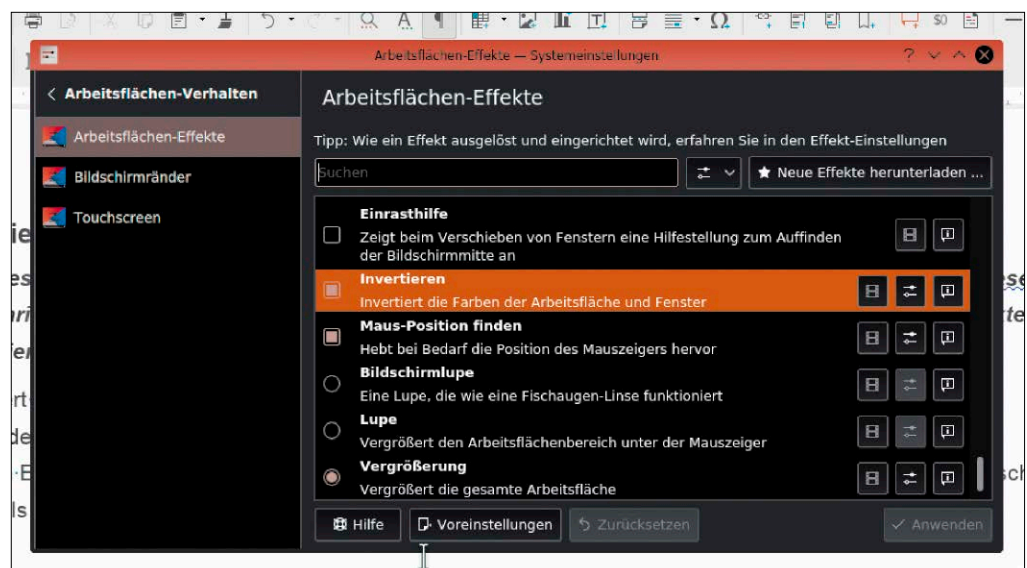 Arbeitsflächen-Effekte — Systemeinstellungen
Arbeitsflächen-Verhalten
Arbeitsflächen-Effekte
Bildschirmränder
Touchscreen
Arbeitsflächen-Effekte
Tipp: Wie ein Effekt ausgelöst und eingerichtet wird, erfahren Sie in den Effekt-Einstellungen
Suchen
Neue Effekte herunterladen ...
Einrasthilfe
Zeigt beim Verschieben von Fenstern eine Hilfestellung zum Auffinden
der Bildschirmmitte an
Invertieren
Invertiert die Farben der Arbeitsfläche und Fenster
Maus-Position finden
Hebt bei Bedarf die Position des Mauszeigers hervor
Bildschirmlupe
Eine Lupe, die wie eine Fischaugen-Linse funktioniert
Lupe
Vergrößert den Arbeitsflächenbereich unter der Mauszeiger
Vergrößerung
Vergrößert die gesamte Arbeitsfläche
Hilfe
Voreinstellungen
Zurücksetzen
Anwenden